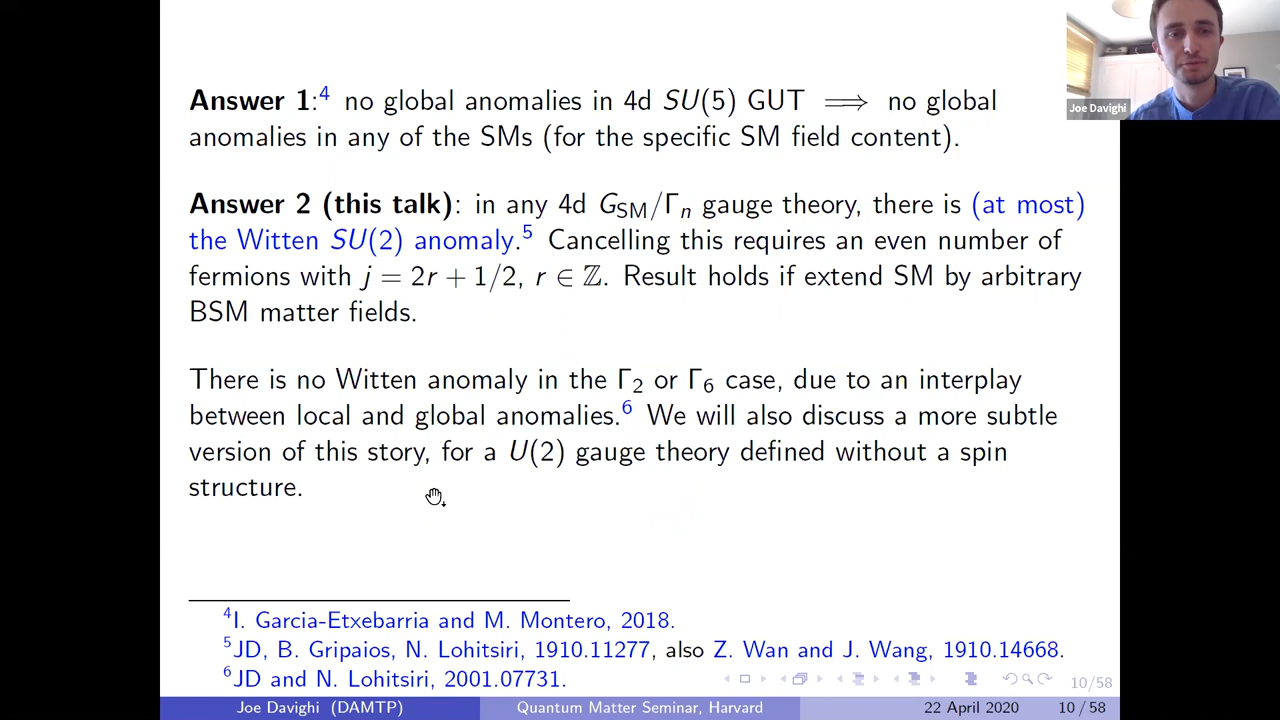 Answer 1:⁴ no global anomalies in 4d SU(5) GUT ⟹ no global
anomalies in any of the SMs (for the specific SM field content).
Joe Davighi
Answer 2 (this talk): in any 4d G_SM/Γ_n gauge theory, there is (at most)
the Witten SU(2) anomaly.⁵ Cancelling this requires an even number of
fermions with j = 2r + 1/2, r ∈ ℤ. Result holds if extend SM by arbitrary
BSM matter fields.
There is no Witten anomaly in the Γ₂ or Γ₆ case, due to an interplay
between local and global anomalies.⁶ We will also discuss a more subtle
version of this story, for a U(2) gauge theory defined without a spin
structure.
⁴I. Garcia-Etxebarria and M. Montero, 2018.
⁵JD, B. Gripaios, N. Lohitsiri, 1910.11277, also Z. Wan and J. Wang, 1910.14668.
⁶JD and N. Lohitsiri, 2001.07731.
10/58
Joe Davighi (DAMTP) Quantum Matter Seminar, Harvard 22 April 2020 10 / 58